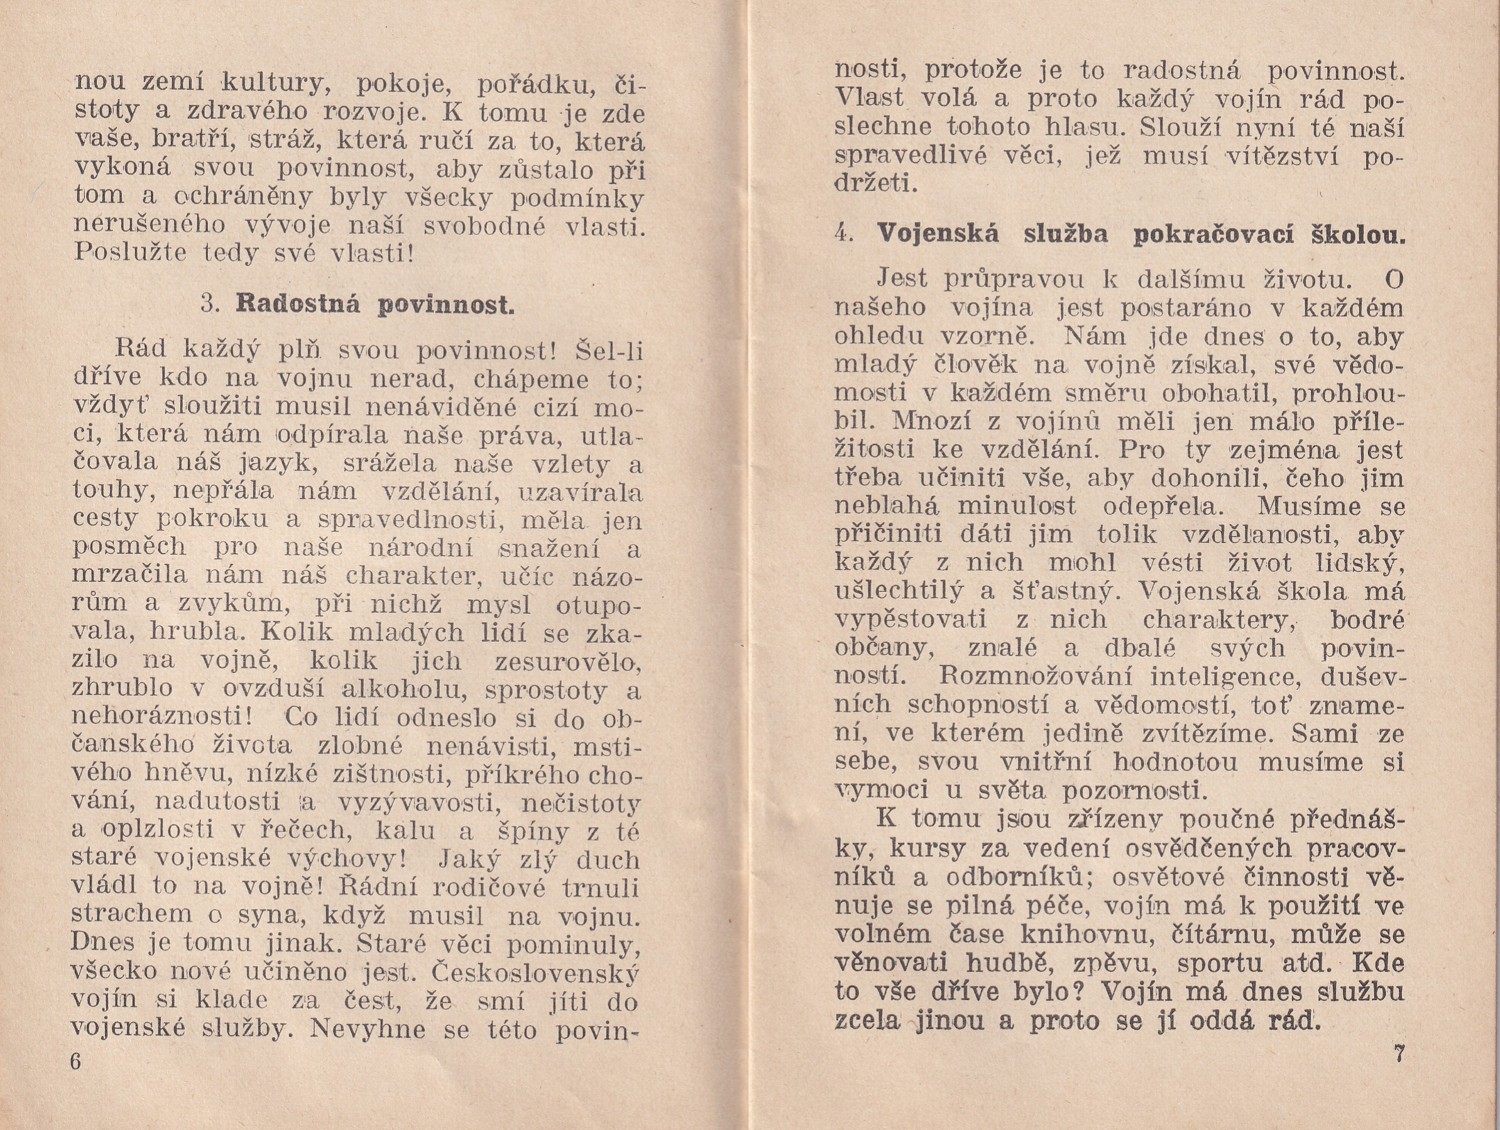 nou zemí kultury, pokoje, pořádku, či-
stoty a zdravého rozvoje. K tomu je zde
vaše, bratří, stráž, která ručí za to, která
vykoná svou povinnost, aby zůstalo při
tom a ochráněny byly všecky podmínky
nerušeného vývoje naší svobodné vlasti.
Poslužte tedy své vlasti!
3. Radostná povinnost.
Rád každý plň svou povinnost! Šel-li
dříve kdo na vojnu nerad, chápeme to;
vždyť sloužiti musil nenáviděné cizí mo-
ci, která nám odpírala naše práva, utla-
čovala náš jazyk, srážela naše vzlety a
touhy, nepřála nám vzdělání, uzavírala
cesty pokroku a spravedlnosti, měla jen
posměch pro naše národní snažení a
mrzačila nám náš charakter, učíc názo-
rům a zvykům, při nichž mysl otupo-
vala, hrubla. Kolik mladých lidí se zka-
zilo na vojně, kolik jich zesurovělo,
zhrublo v ovzduší alkoholu, sprostoty a
nehoráznosti! Co lidí odneslo si do ob-
čanského života zlobné nenávisti, msti-
vého hněvu, nízké zištnosti, příkrého cho-
vání, nadutosti a vyzývavosti, nečistoty
a oplzlosti v řečech, kalu a špíny z té
staré vojenské výchovy! Jaký zlý duch
vládl to na vojně! Řádní rodičové trnuli
strachem o syna, když musil na vojnu.
Dnes je tomu jinak. Staré věci pominuly,
všecko nové učiněno jest. Československý
vojín si klade za čest, že smí jíti do
vojenské služby. Nevyhne se této povin-
6
nosti, protože je to radostná povinnost.
Vlast volá a proto každý vojín rád po-
slechne tohoto hlasu. Slouží nyní té naší
spravedlivé věci, jež musí vítězství po-
držeti.
4. Vojenská služba pokračovací školou.
Jest průpravou k dalšímu životu. O
našeho vojína jest postaráno v každém
ohledu vzorně. Nám jde dnes o to, aby
mladý člověk na vojně získal, své vědo-
mosti v každém směru obohatil, prohlou-
bil. Mnozí z vojínů měli jen málo příle-
žitosti ke vzdělání. Pro ty zejména jest
třeba učiniti vše, aby dohonili, čeho jim
neblahá minulost odepřela. Musíme se
přičiniti dáti jim tolik vzdělanosti, aby
každý z nich mohl vésti život lidský,
ušlechtilý a šťastný. Vojenská škola má
vypěstovati z nich charaktery, bodré
občany, znalé a dbalé svých povin-
ností. Rozmnožování inteligence, dušev-
ních schopností a vědomostí, toť zname-
ní, ve kterém jedině zvítězíme. Sami ze
sebe, svou vnitřní hodnotou musíme si
vymoci u světa pozornosti.
K tomu jsou zřízeny poučné přednáš-
ky, kursy za vedení osvědčených pracov-
níků a odborníků; osvětové činnosti vě-
nuje se pilná péče, vojín má k použití ve
volném čase knihovnu, čítárnu, může se
věnovati hudbě, zpěvu, sportu atd. Kde
to vše dříve bylo? Vojín má dnes službu
zcela jinou a proto se jí oddá rád.
7